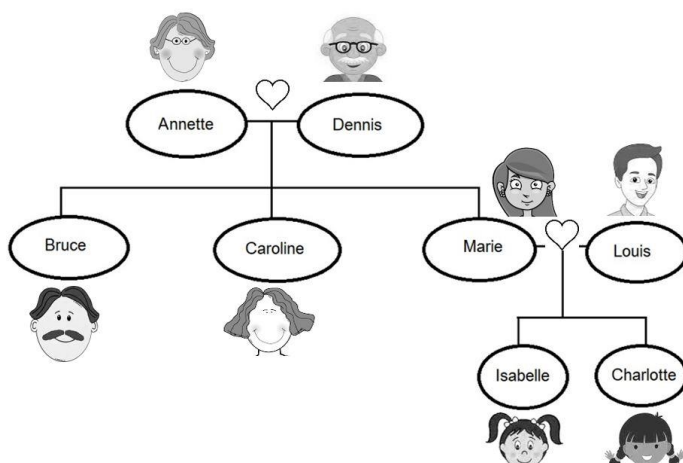 Annette
Dennis
Bruce
Caroline
Marie
Louis
Isabelle
Charlotte